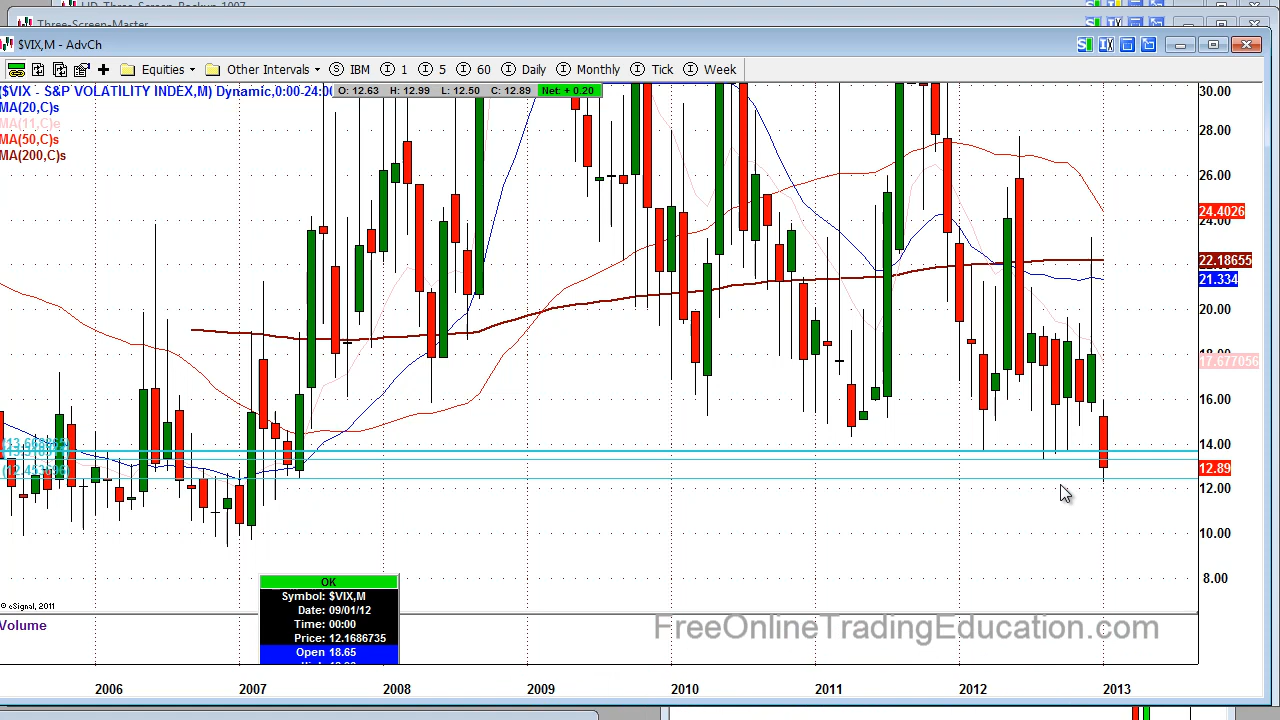 Three-Screen-Master
$VIX,M - AdvCh
Equities
Other Intervals
S IBM
I 1
I 5
I 60
I Daily
I Monthly
I Tick
I Week
($VIX - S&P VOLATILITY INDEX,M) Dynamic,0:00-24:00
O: 12.63 H: 12.99 L: 12.50 C: 12.89 Net: + 0.20
MA(20,C)s
MA(11,C)e
MA(50,C)s
MA(200,C)s
30.00
28.00
26.00
24.4026
24.00
22.18655
21.334
20.00
18.00
17.677056
16.00
14.00
12.89
12.00
10.00
8.00
© eSignal, 2011
Volume
OK
Symbol: $VIX,M
Date: 09/01/12
Time: 00:00
Price: 12.1686735
Open 18.65
FreeOnlineTradingEducation.com
2006 2007 2008 2009 2010 2011 2012 2013